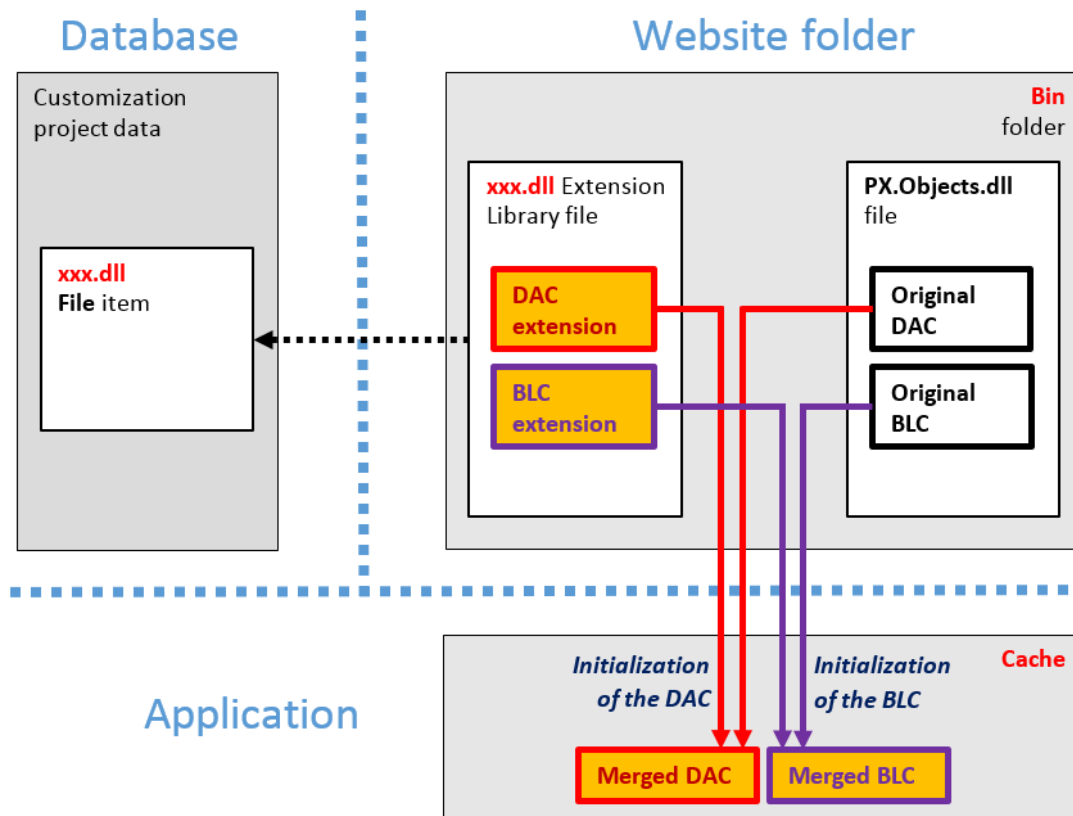 Database
Website folder
Customization
project data
xxx.dll
File item
Bin
folder
xxx.dll Extension
Library file
PX.Objects.dll
file
DAC
extension
Original
DAC
BLC
extension
Original
BLC
Application
Cache
Initialization
of the DAC
Initialization
of the BLC
Merged DAC
Merged BLC